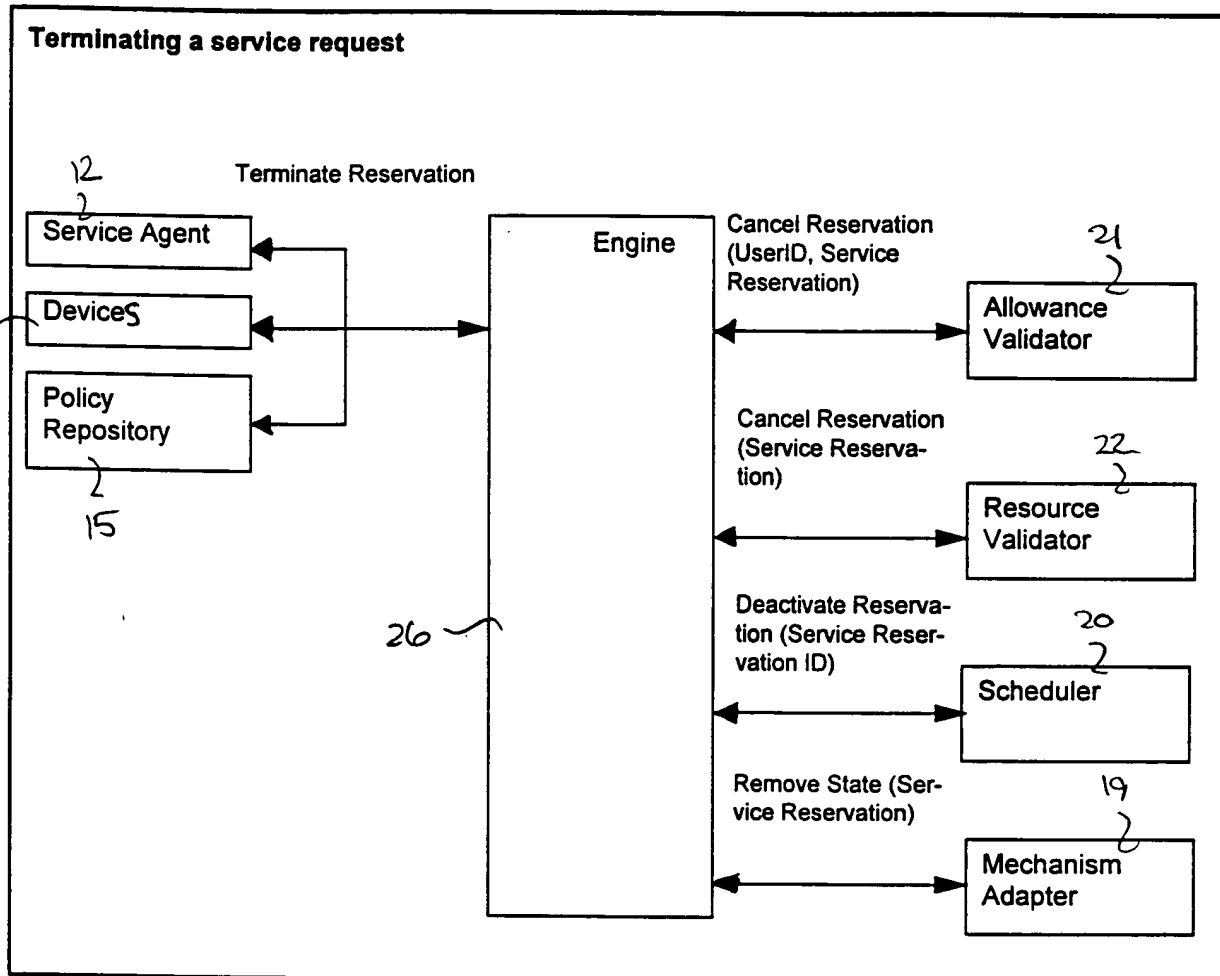 Terminating a service request
12
Terminate Reservation
Service Agent
Devices
Policy
Repository
15
Engine
26
Cancel Reservation
(UserID, Service
Reservation)
21
Allowance
Validator
Cancel Reservation
(Service Reserva-
tion)
22
Resource
Validator
Deactivate Reserva-
tion (Service Reser-
vation ID)
20
Scheduler
Remove State (Ser-
vice Reservation)
19
Mechanism
Adapter